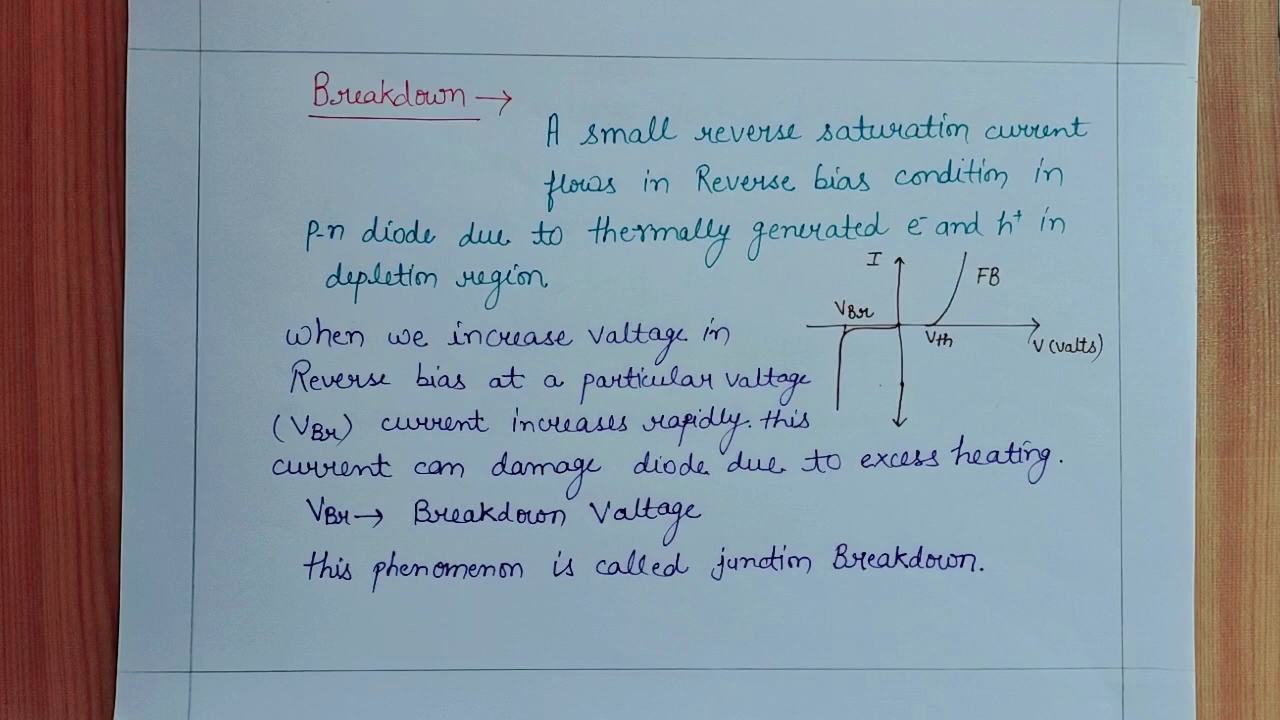 Breakdown →
A small reverse saturation current
flows in Reverse bias condition in
p-n diode due to thermally generated e⁻ and h⁺ in
depletion region.
I
FB
VBr
Vth
V (valts)
when we increase valtage in
Reverse bias at a particular valtage
(VBr) current increases rapidly. this
current can damage diode due to excess heating.
VBr → Breakdown Valtage
this phenomenon is called junction Breakdown.